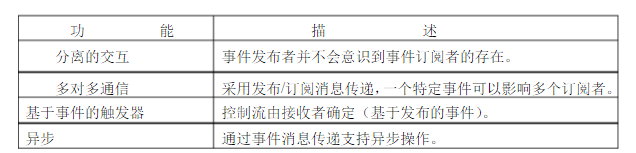 功 能 描 述
分离的交互 事件发布者并不会意识到事件订阅者的存在。
多对多通信 采用发布/订阅消息传递，一个特定事件可以影响多个订阅者。
基于事件的触发器 控制流由接收者确定（基于发布的事件）。
异步 通过事件消息传递支持异步操作。